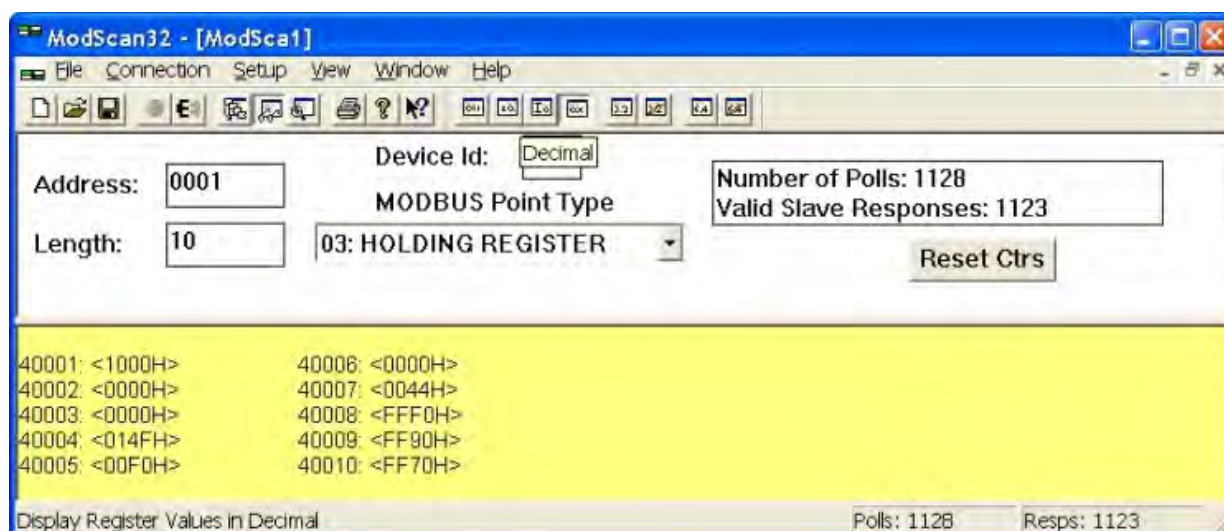 ModScan32 - [ModSca1]
File Connection Setup View Window Help
Device Id:
Decimal
Address: 0001
MODBUS Point Type
Length: 10
03: HOLDING REGISTER
Number of Polls: 1128
Valid Slave Responses: 1123
Reset Ctrs
40001: <1000H> 40006: <0000H>
40002: <0000H> 40007: <0044H>
40003: <0000H> 40008: <FFF0H>
40004: <014FH> 40009: <FF90H>
40005: <00F0H> 40010: <FF70H>
Display Register Values in Decimal Polls: 1128 Resps: 1123